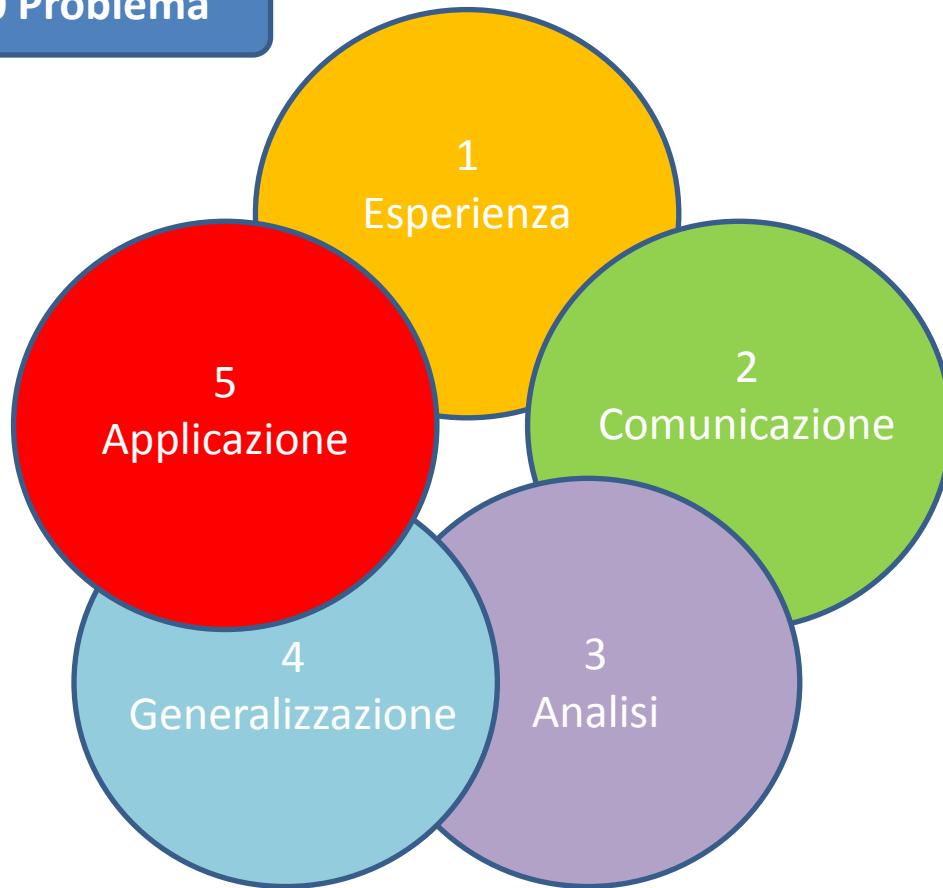 Problema
1
Esperienza
2
Comunicazione
3
Analisi
4
Generalizzazione
5
Applicazione